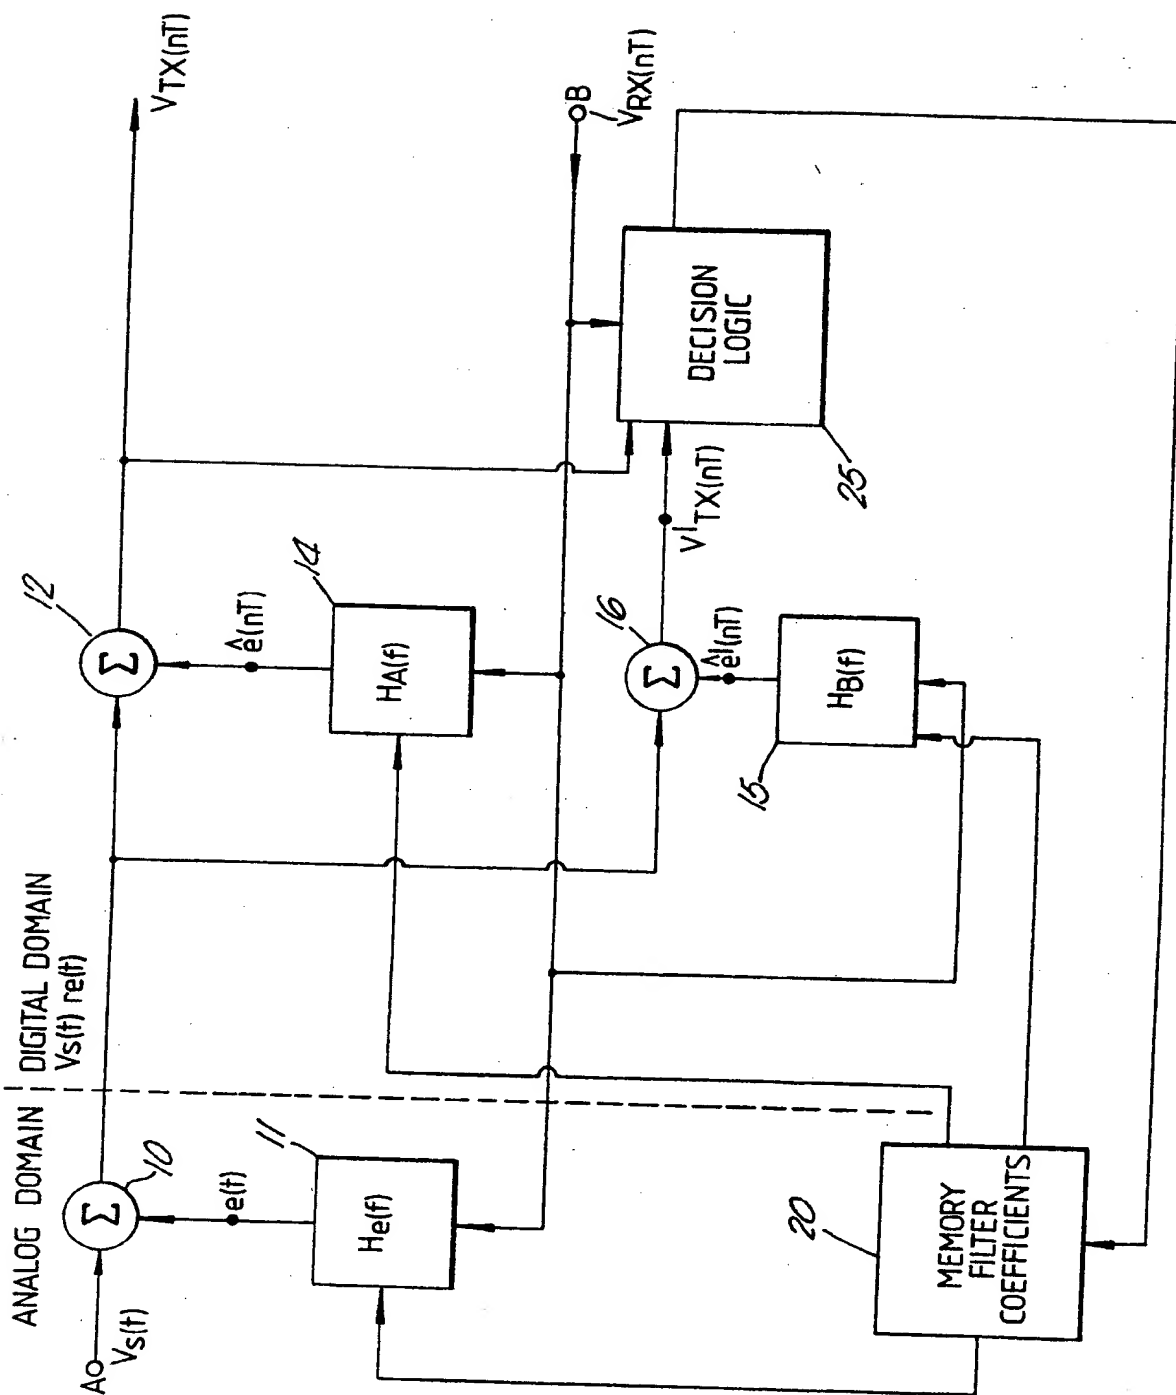 ANALOG DOMAIN
DIGITAL DOMAIN
Vs(t) re(t)
A
Vs(t)
Σ
10
e(t)
11
He(f)
Σ
12
ê(nT)
14
HA(f)
VTX(nT)
B
VRX(nT)
Σ
16
ê'(nT)
15
HB(f)
V'TX(nT)
DECISION
LOGIC
25
20
MEMORY
FILTER
COEFFICIENTS